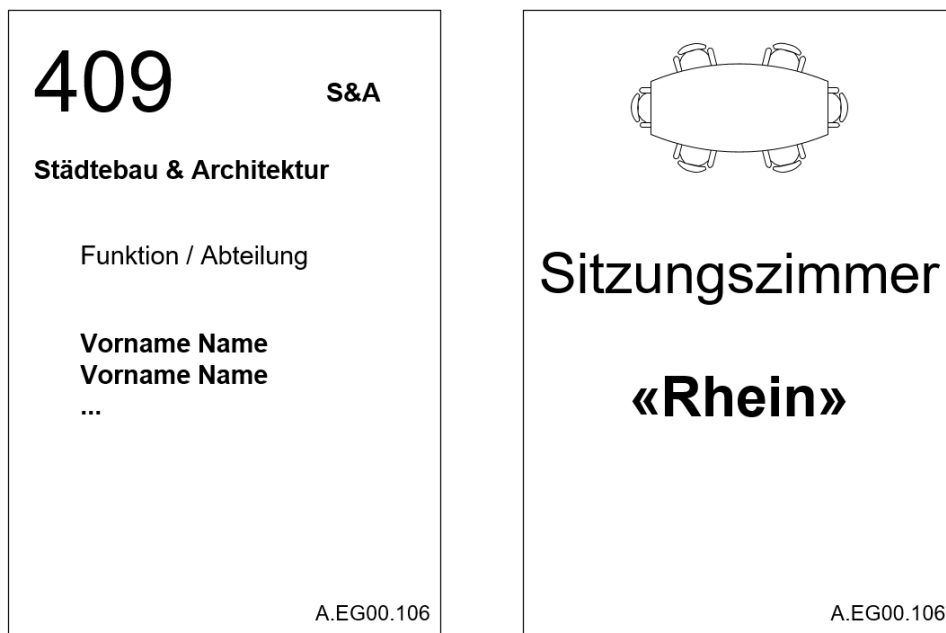 409
S&A
Städtebau & Architektur
Funktion / Abteilung
Vorname Name
Vorname Name
...
A.EG00.106
Sitzungszimmer
«Rhein»
A.EG00.106